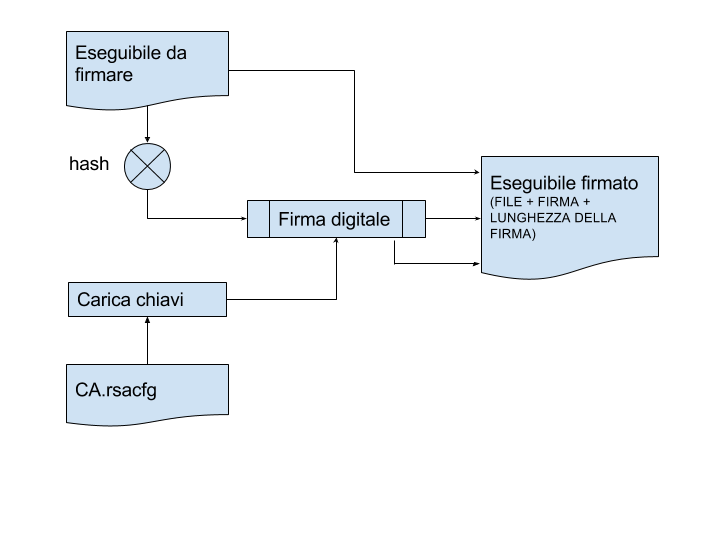 Eseguibile da
firmare
hash
Eseguibile firmato
(FILE + FIRMA +
LUNGHEZZA DELLA
FIRMA)
Firma digitale
Carica chiavi
CA.rsacfg